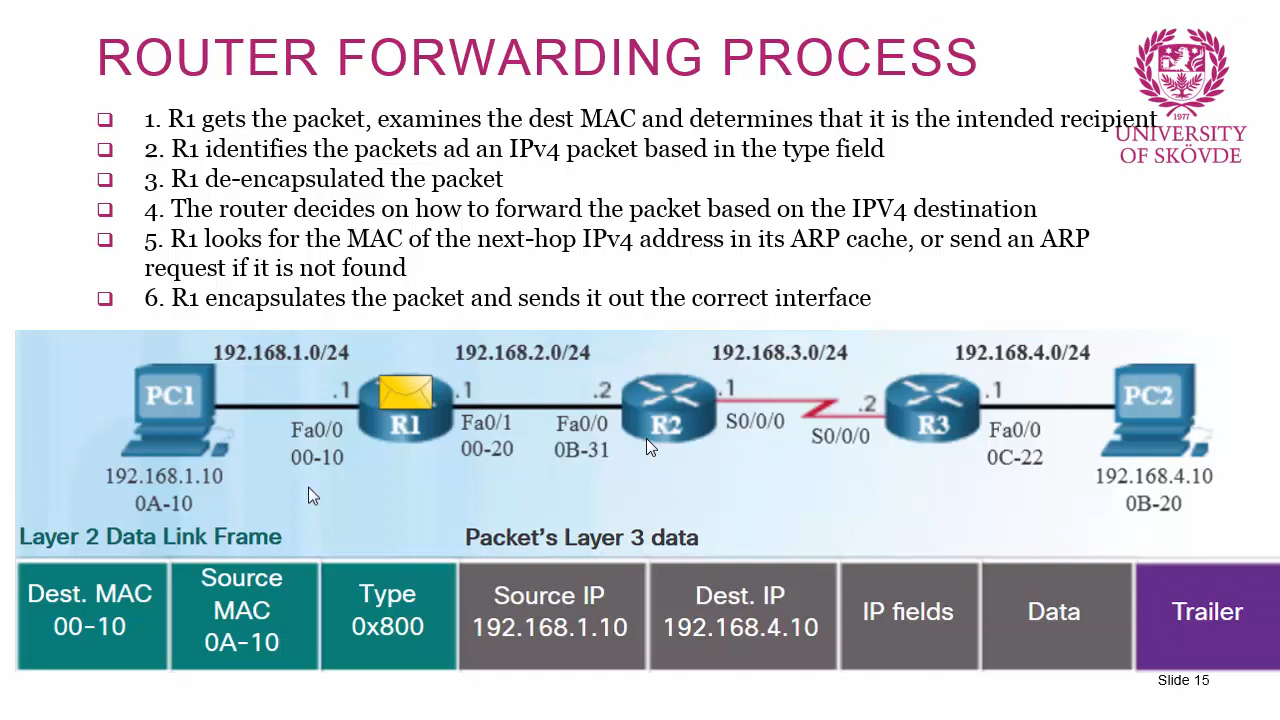 ROUTER FORWARDING PROCESS
1977
UNIVERSITY
OF SKÖVDE
1. R1 gets the packet, examines the dest MAC and determines that it is the intended recipient
2. R1 identifies the packets ad an IPv4 packet based in the type field
3. R1 de-encapsulated the packet
4. The router decides on how to forward the packet based on the IPV4 destination
5. R1 looks for the MAC of the next-hop IPv4 address in its ARP cache, or send an ARP
request if it is not found
6. R1 encapsulates the packet and sends it out the correct interface
192.168.1.0/24 192.168.2.0/24 192.168.3.0/24 192.168.4.0/24
PC1 .1 R1 .1 .2 R2 .1 .2 R3 .1 PC2
Fa0/0 Fa0/1 Fa0/0 S0/0/0 S0/0/0 Fa0/0
00-10 00-20 0B-31 0C-22
192.168.1.10 192.168.4.10
0A-10 0B-20
Layer 2 Data Link Frame Packet's Layer 3 data
Dest. MAC
00-10
Source
MAC
0A-10
Type
0x800
Source IP
192.168.1.10
Dest. IP
192.168.4.10
IP fields
Data
Trailer
Slide 15